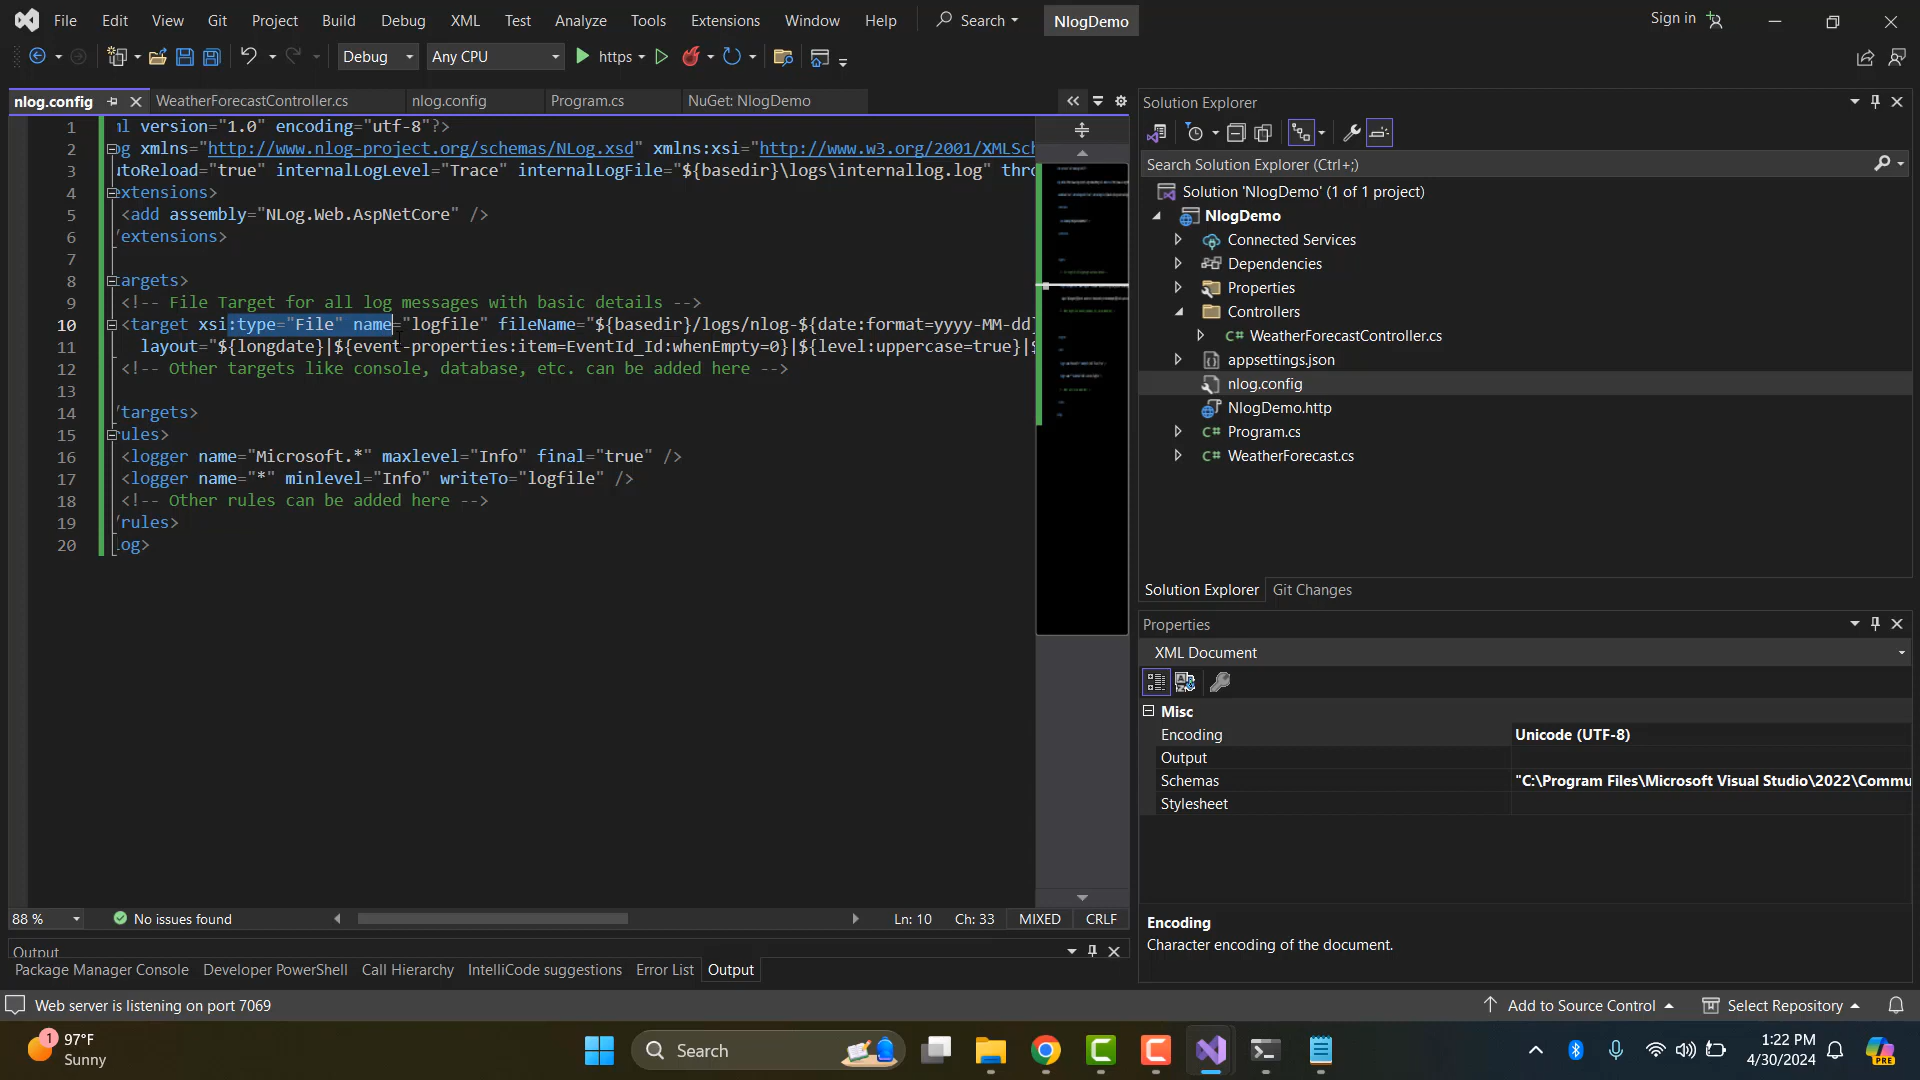 File Edit View Git Project Build Debug XML Test Analyze Tools Extensions Window Help Search NlogDemo Sign in
Debug Any CPU https
nlog.config WeatherForecastController.cs nlog.config Program.cs NuGet: NlogDemo
1 version="1.0" encoding="utf-8"?>
2 xmlns="http://www.nlog-project.org/schemas/NLog.xsd" xmlns:xsi="http://www.w3.org/2001/XMLSch
3 utoReload="true" internalLogLevel="Trace" internalLogFile="${basedir}\logs\internallog.log" thro
4 extensions>
5 <add assembly="NLog.Web.AspNetCore" />
6 /extensions>
7
8 targets>
9 <!-- File Target for all log messages with basic details -->
10 <target xsi:type="File" name="logfile" fileName="${basedir}/logs/nlog-${date:format=yyyy-MM-dd}
11 layout="${longdate}|${event-properties:item=EventId_Id:whenEmpty=0}|${level:uppercase=true}|$
12 <!-- Other targets like console, database, etc. can be added here -->
13
14 /targets>
15 rules>
16 <logger name="Microsoft.*" maxlevel="Info" final="true" />
17 <logger name="*" minlevel="Info" writeTo="logfile" />
18 <!-- Other rules can be added here -->
19 /rules>
20 log>
88 % No issues found Ln: 10 Ch: 33 MIXED CRLF
Output
Package Manager Console Developer PowerShell Call Hierarchy IntelliCode suggestions Error List Output
Solution Explorer
Search Solution Explorer (Ctrl+;)
Solution 'NlogDemo' (1 of 1 project)
NlogDemo
Connected Services
Dependencies
Properties
Controllers
C# WeatherForecastController.cs
appsettings.json
nlog.config
NlogDemo.http
C# Program.cs
C# WeatherForecast.cs
Solution Explorer Git Changes
Properties
XML Document
Misc
Encoding Unicode (UTF-8)
Output
Schemas "C:\Program Files\Microsoft Visual Studio\2022\Commu
Stylesheet
Encoding
Character encoding of the document.
Web server is listening on port 7069 Add to Source Control Select Repository
1
97°F
Sunny
Search
1:22 PM
4/30/2024
PRE